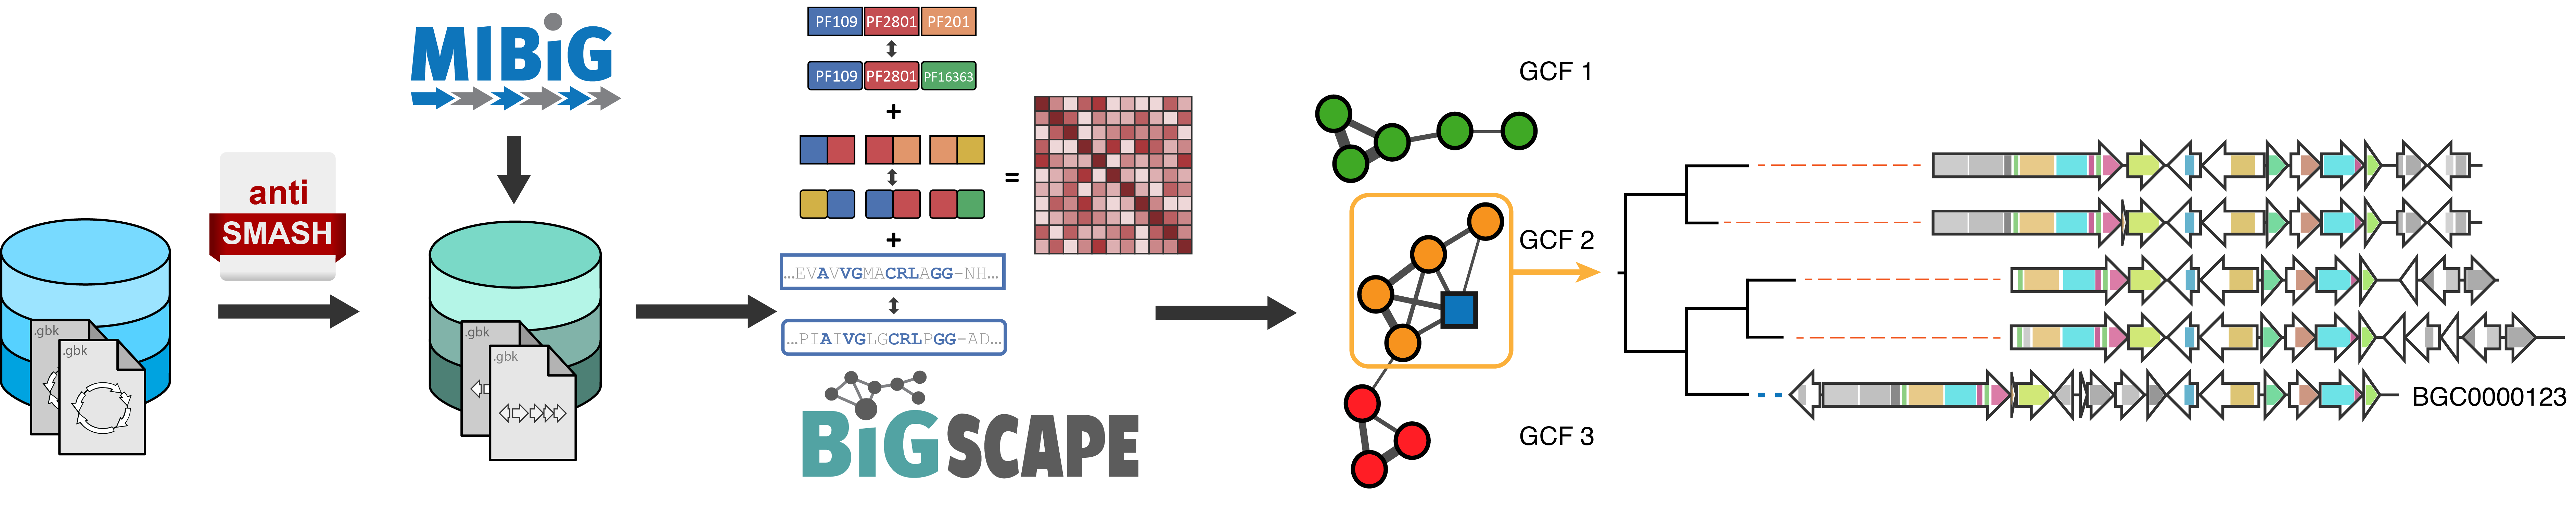 .gbk
.gbk
anti
SMASH
MIBiG
.gbk
.gbk
PF109 PF2801 PF201
PF109 PF2801 PF16363
+
+
=
...EVAVVGMACRLAGG-NH...
...PIAIVGLGCRLPGG-AD...
BiGSCAPE
GCF 1
GCF 2
GCF 3
BGC0000123